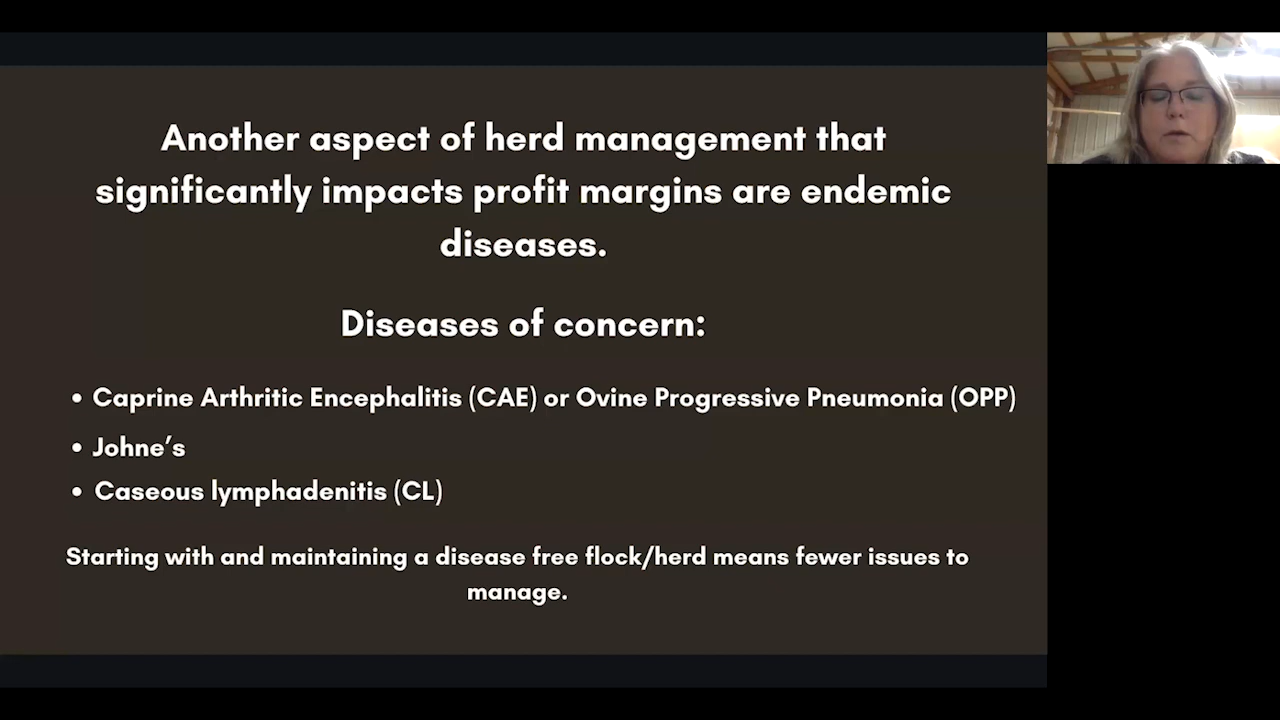 Another aspect of herd management that
significantly impacts profit margins are endemic
diseases.
Diseases of concern:
• Caprine Arthritic Encephalitis (CAE) or Ovine Progressive Pneumonia (OPP)
• Johne’s
• Caseous lymphadenitis (CL)
Starting with and maintaining a disease free flock/herd means fewer issues to
manage.